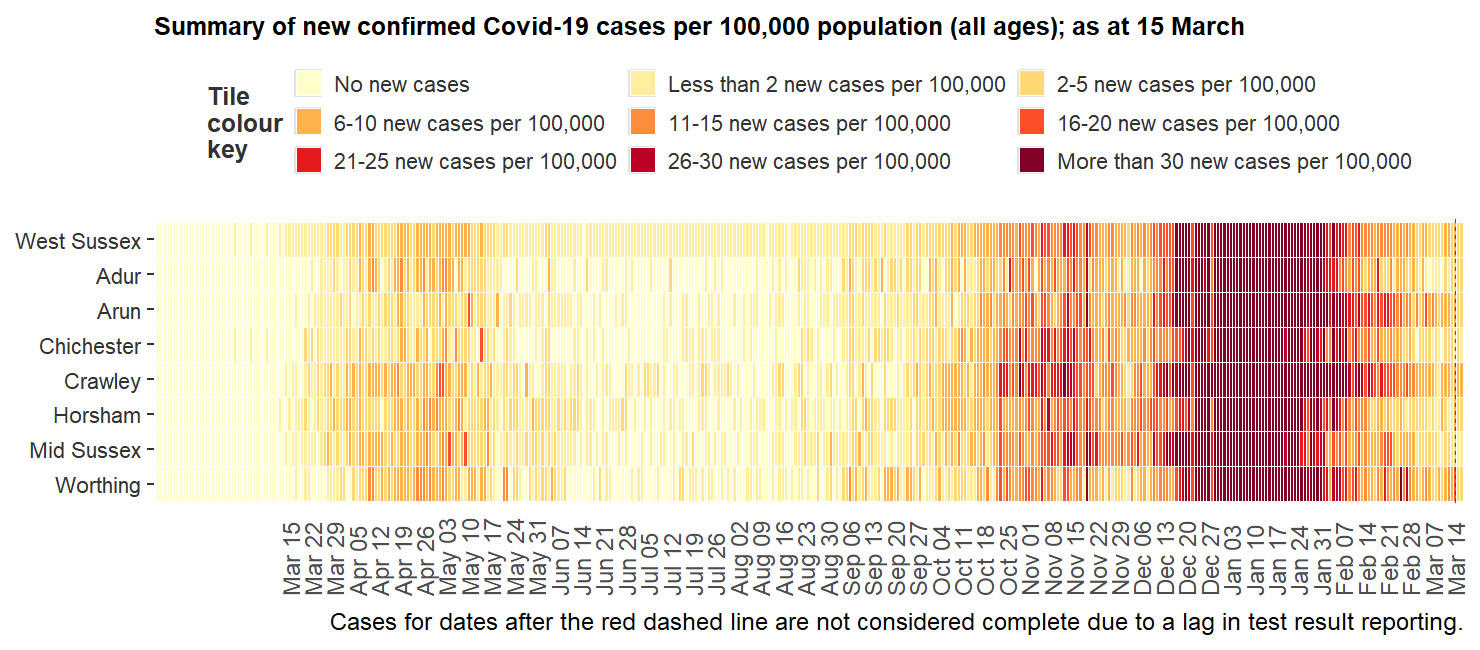 Summary of new confirmed Covid-19 cases per 100,000 population (all ages); as at 15 March
Tile
colour
key
No new cases
Less than 2 new cases per 100,000
2-5 new cases per 100,000
6-10 new cases per 100,000
11-15 new cases per 100,000
16-20 new cases per 100,000
21-25 new cases per 100,000
26-30 new cases per 100,000
More than 30 new cases per 100,000
West Sussex
Adur
Arun
Chichester
Crawley
Horsham
Mid Sussex
Worthing
Mar 15
Mar 22
Mar 29
Apr 05
Apr 12
Apr 19
Apr 26
May 03
May 10
May 17
May 24
May 31
Jun 07
Jun 14
Jun 21
Jun 28
Jul 05
Jul 12
Jul 19
Jul 26
Aug 02
Aug 09
Aug 16
Aug 23
Aug 30
Sep 06
Sep 13
Sep 20
Sep 27
Oct 04
Oct 11
Oct 18
Oct 25
Nov 01
Nov 08
Nov 15
Nov 22
Nov 29
Dec 06
Dec 13
Dec 20
Dec 27
Jan 03
Jan 10
Jan 17
Jan 24
Jan 31
Feb 07
Feb 14
Feb 21
Feb 28
Mar 07
Mar 14
Cases for dates after the red dashed line are not considered complete due to a lag in test result reporting.